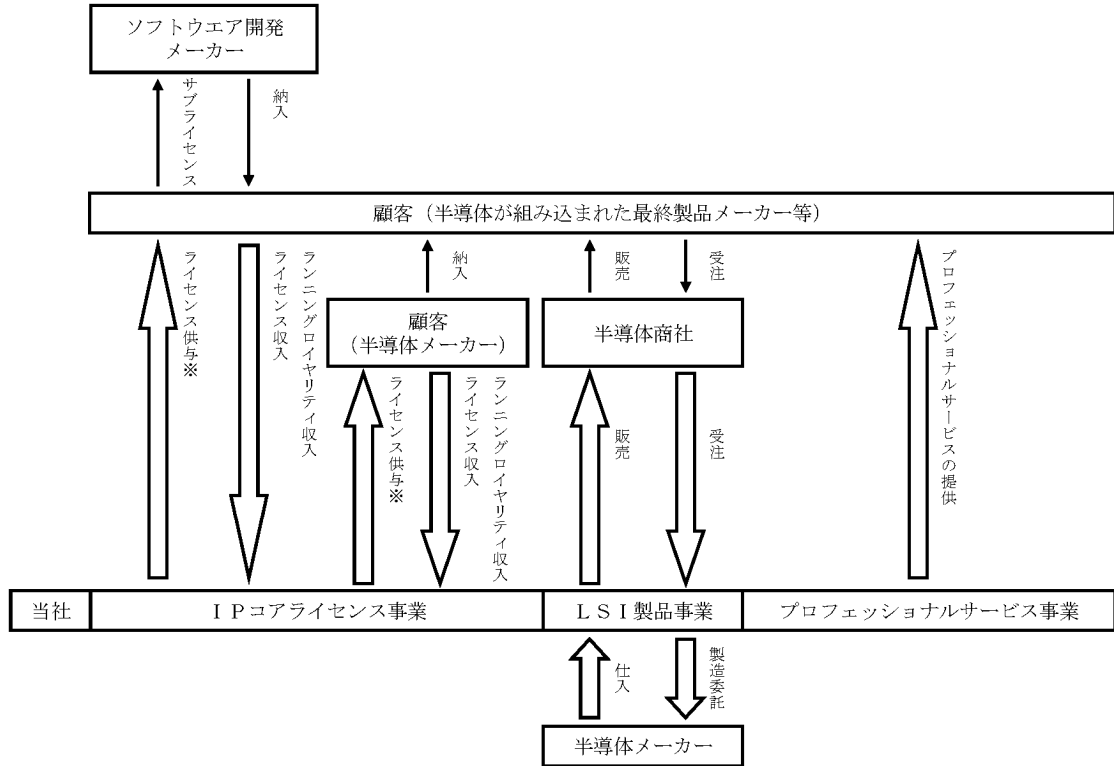 ソフトウエア開発
メーカー
サブライセンス
納入
顧客（半導体が組み込まれた最終製品メーカー等）
ライセンス供与※
ランニングロイヤリティ収入
ライセンス収入
納入
販売
受注
プロフェッショナルサービスの提供
顧客
（半導体メーカー）
半導体商社
ライセンス供与※
ランニングロイヤリティ収入
ライセンス収入
販売
受注
当社
ＩＰコアライセンス事業
ＬＳＩ製品事業
プロフェッショナルサービス事業
仕入
製造委託
半導体メーカー